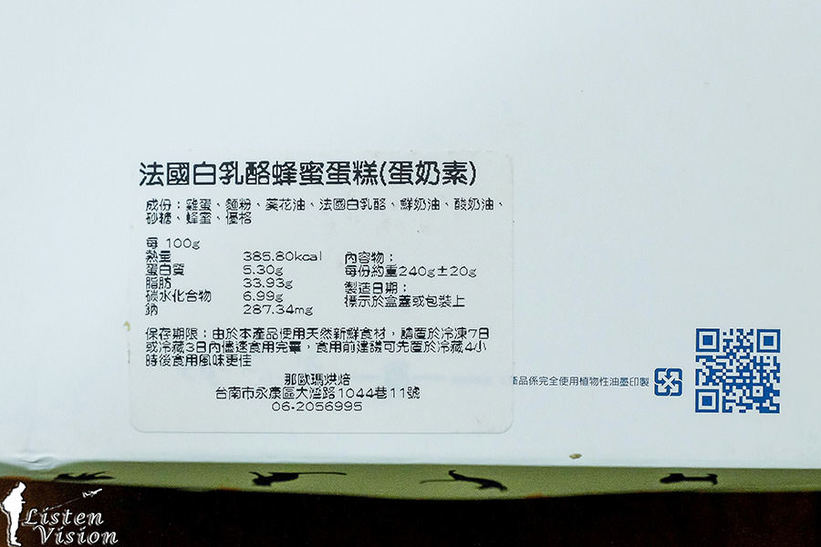 法國白乳酪蜂蜜蛋糕(蛋奶素)
成份：雞蛋、麵粉、葵花油、法國白乳酪、鮮奶油、酸奶油、
砂糖、蜂蜜、優格
每 100g
熱量 385.80kcal
蛋白質 5.30g
脂肪 33.93g
碳水化合物 6.99g
鈉 287.34mg
內容物：
每份約重240g±20g
製造日期：
標示於盒蓋或包裝上
保存期限：由於本產品使用天然新鮮食材，請置於冷凍7日
或冷藏3日內儘速食用完畢，食用前建議可先置於冷藏4小
時後食用風味更佳
那歐瑪烘焙
台南市永康區大灣路1044巷11號
06-2056995
產品係完全使用植物性油墨印製
Listen
Vision